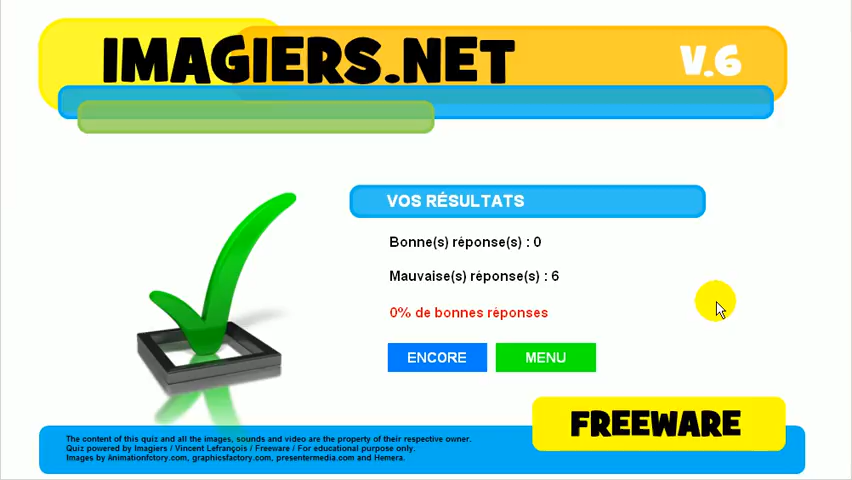 IMAGIERS.NET
V.6
VOS RÉSULTATS
Bonne(s) réponse(s) : 0
Mauvaise(s) réponse(s) : 6
0% de bonnes réponses
ENCORE
MENU
FREEWARE
The content of this quiz and all the images, sounds and video are the property of their respective owner.
Quiz powered by Imagiers / Vincent Lefrançois / Freeware / For educational purpose only.
Images by Animationfctory.com, graphicsfactory.com, presentermedia.com and Hemera.